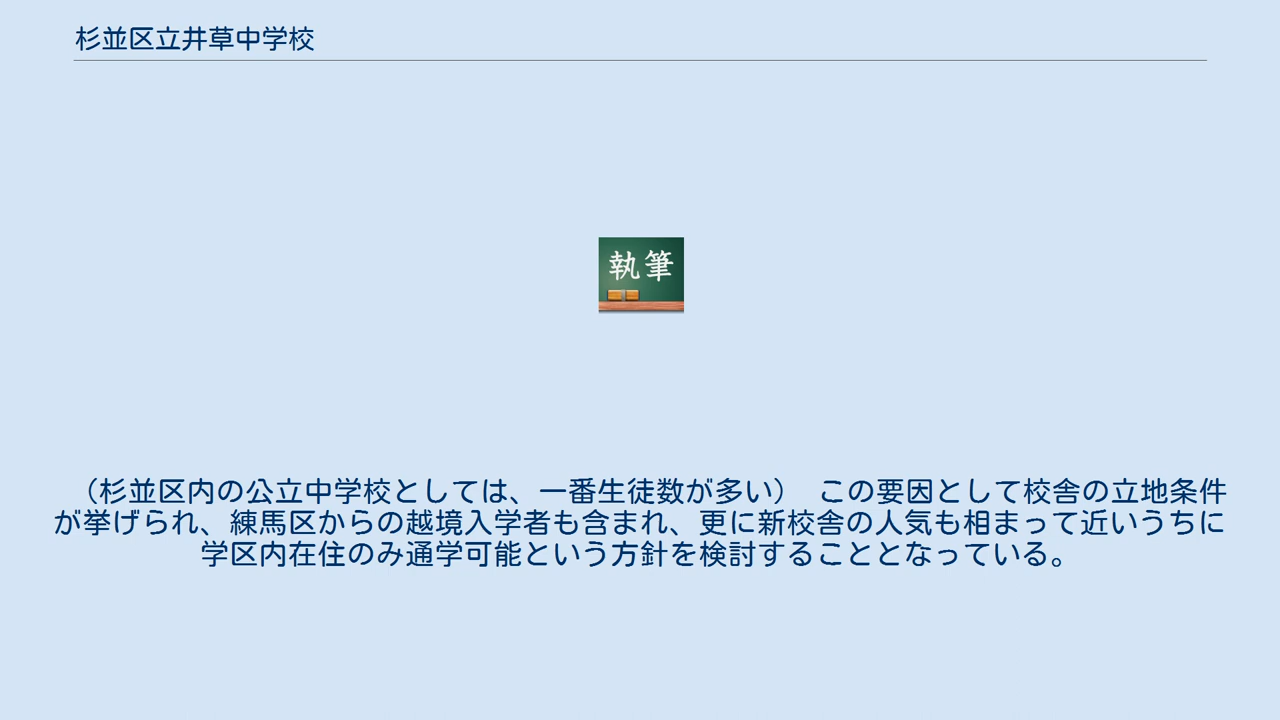 杉並区立井草中学校
執筆
（杉並区内の公立中学校としては、一番生徒数が多い）　この要因として校舎の立地条件
が挙げられ、練馬区からの越境入学者も含まれ、更に新校舎の人気も相まって近いうちに
学区内在住のみ通学可能という方針を検討することとなっている。